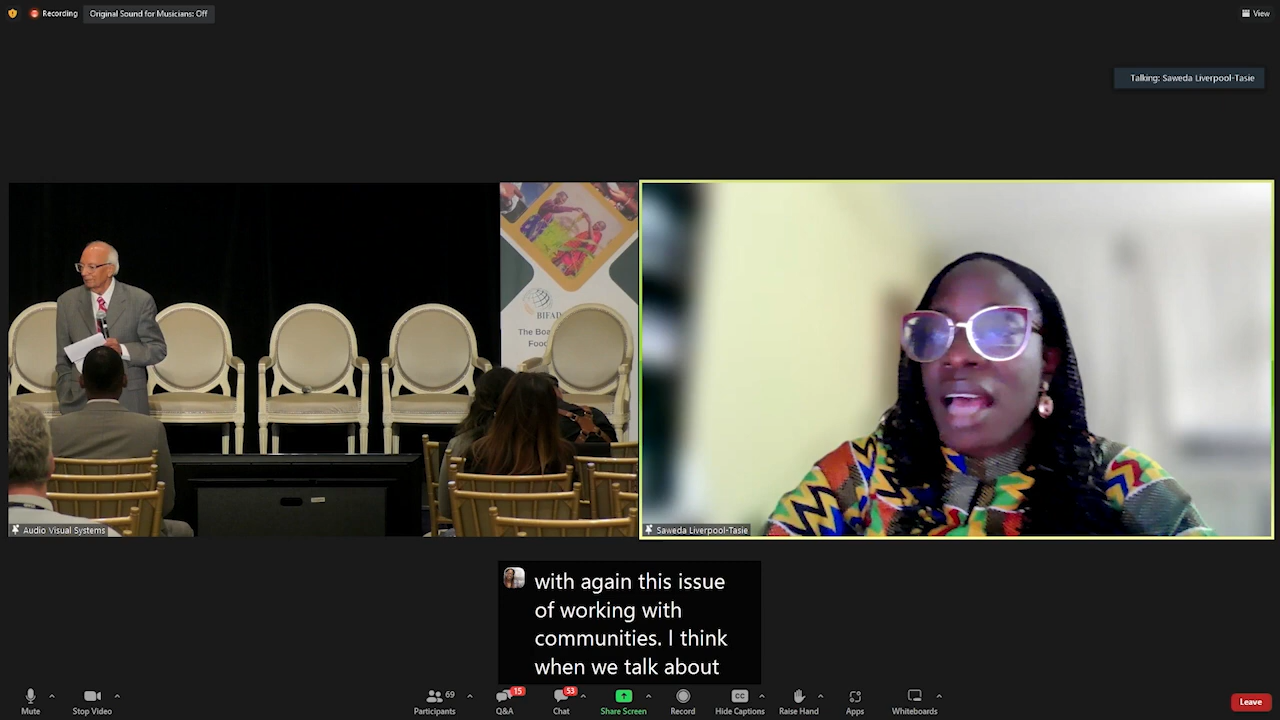 Recording
Original Sound for Musicians: Off
View
Talking: Saweda Liverpool-Tasie
BIFAD
The Boa
Foo
Audio Visual Systems
Saweda Liverpool-Tasie
with again this issue
of working with
communities. I think
when we talk about
Mute
Stop Video
69
Participants
15
Q&A
53
Chat
Share Screen
Record
CC
Hide Captions
Raise Hand
Apps
Whiteboards
Leave